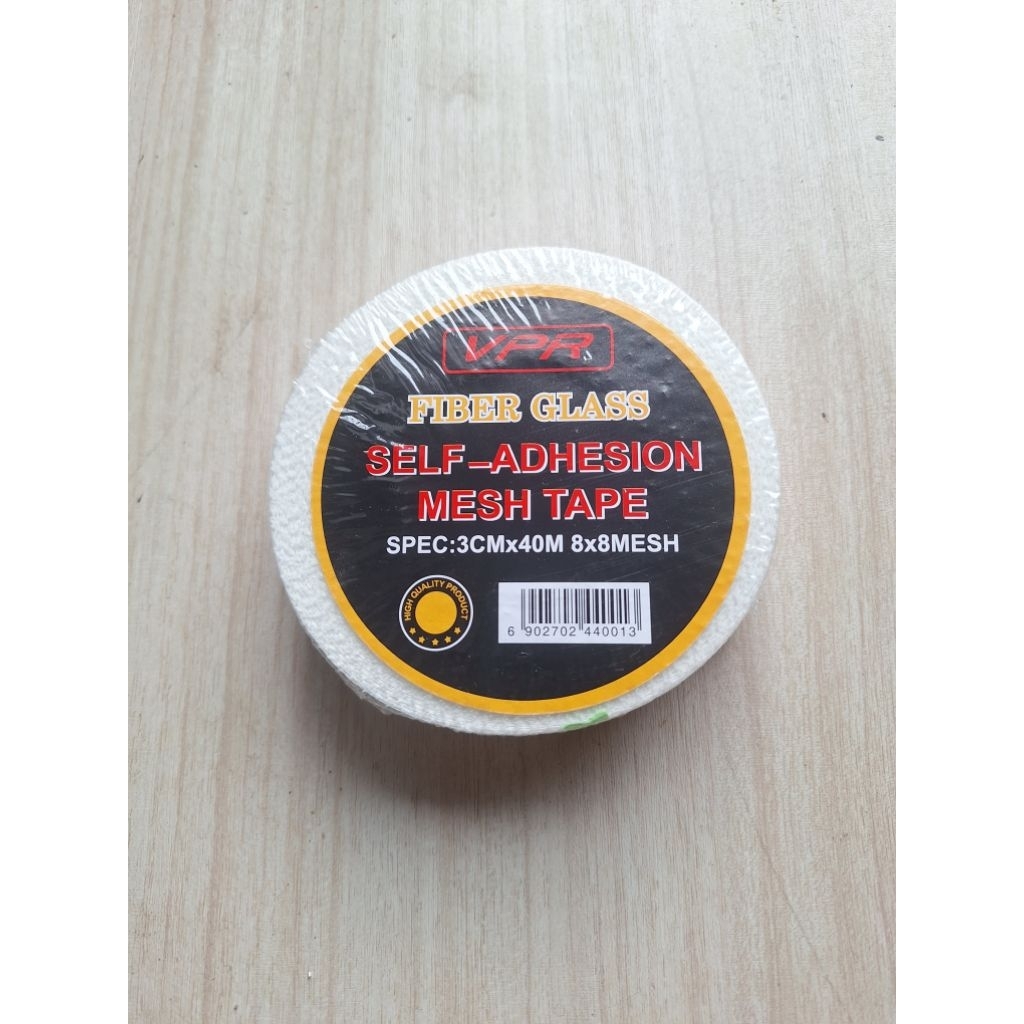 VPR
FIBER GLASS
SELF-ADHESION
MESH TAPE
SPEC:3CMx40M 8x8MESH
HIGH QUALITY PRODUCT
6 902702 440013